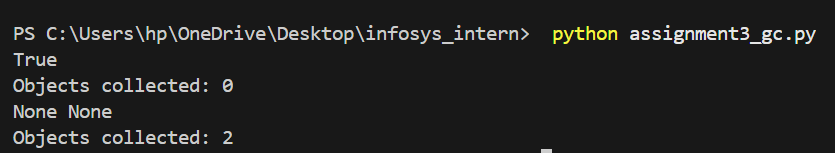 PS C:\Users\hp\OneDrive\Desktop\infosys_intern>  python assignment3_gc.py
True
Objects collected: 0
None None
Objects collected: 2